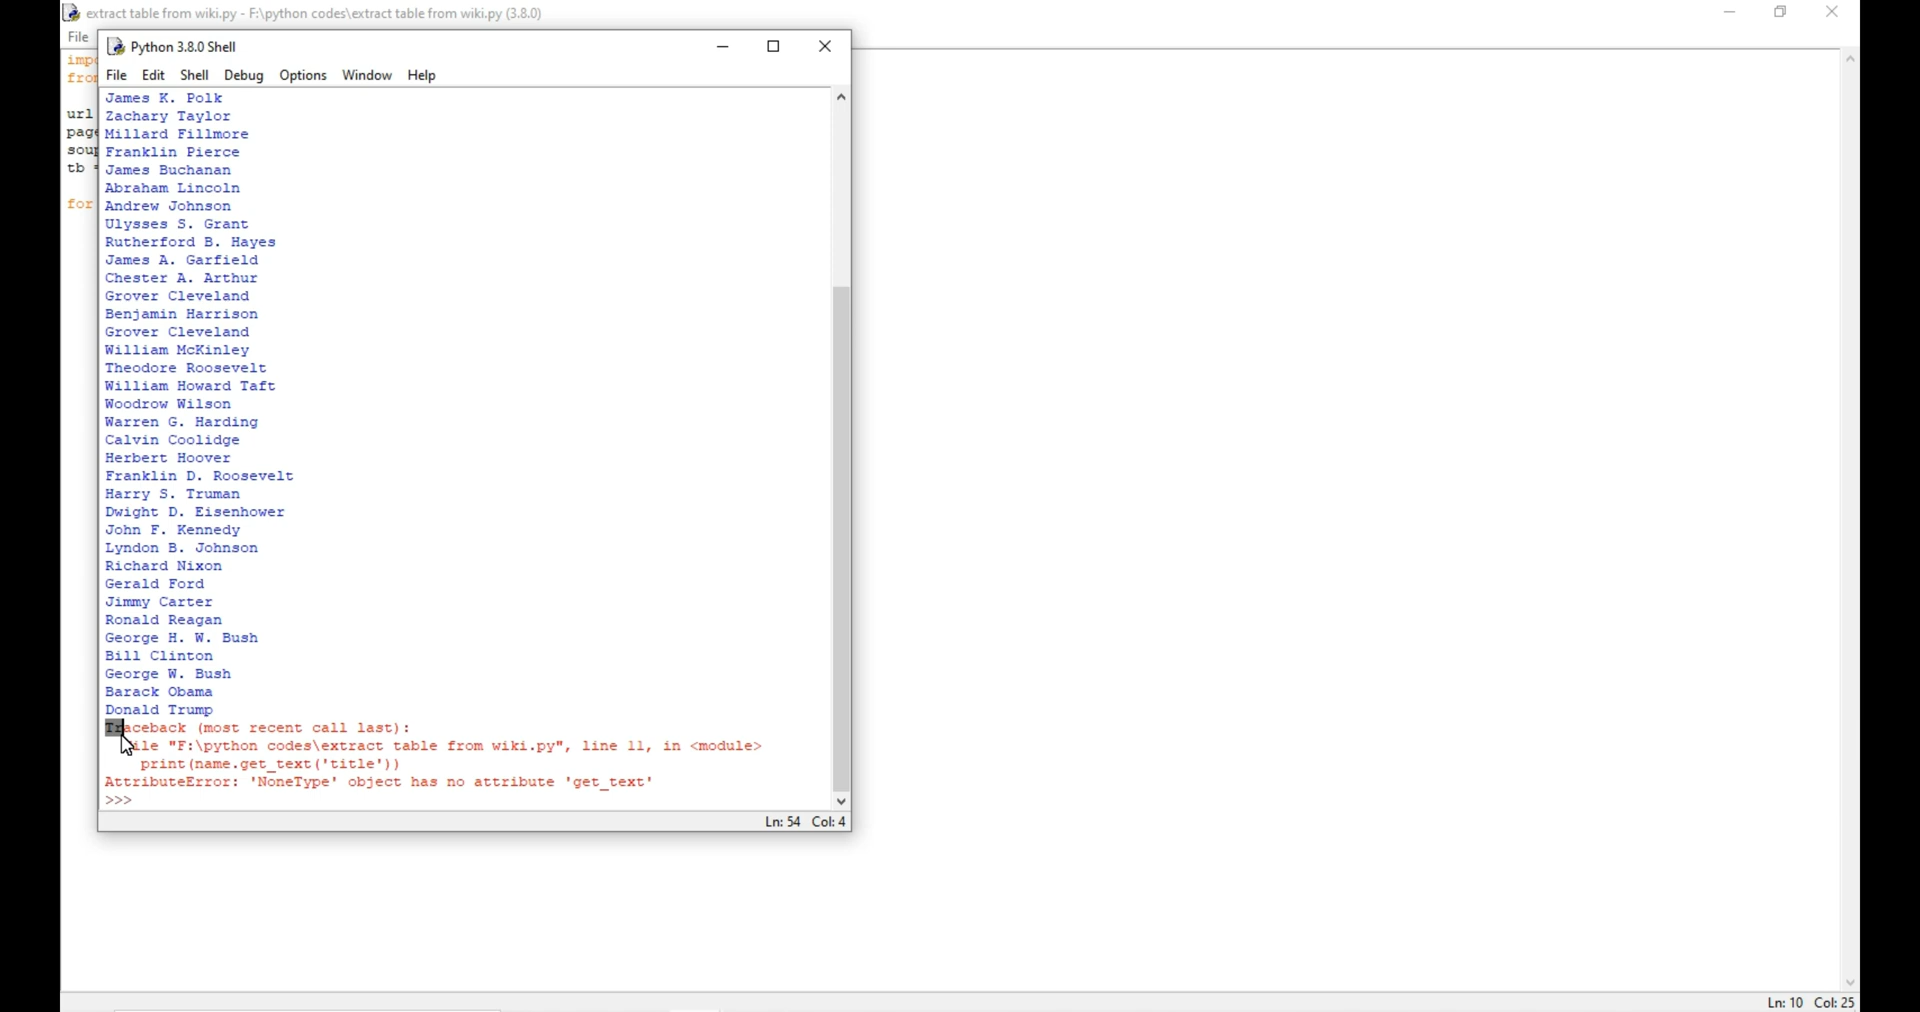 extract table from wiki.py - F:\python codes\extract table from wiki.py (3.8.0)
File
Python 3.8.0 Shell
File Edit Shell Debug Options Window Help
url
tb =
for
James K. Polk
Zachary Taylor
Millard Fillmore
Franklin Pierce
James Buchanan
Abraham Lincoln
Andrew Johnson
Ulysses S. Grant
Rutherford B. Hayes
James A. Garfield
Chester A. Arthur
Grover Cleveland
Benjamin Harrison
Grover Cleveland
William McKinley
Theodore Roosevelt
William Howard Taft
Woodrow Wilson
Warren G. Harding
Calvin Coolidge
Herbert Hoover
Franklin D. Roosevelt
Harry S. Truman
Dwight D. Eisenhower
John F. Kennedy
Lyndon B. Johnson
Richard Nixon
Gerald Ford
Jimmy Carter
Ronald Reagan
George H. W. Bush
Bill Clinton
George W. Bush
Barack Obama
Donald Trump
Traceback (most recent call last):
File "F:\python codes\extract table from wiki.py", line 11, in <module>
print(name.get_text('title'))
AttributeError: 'NoneType' object has no attribute 'get_text'
>>>
Ln: 54 Col: 4
Ln: 10 Col: 25